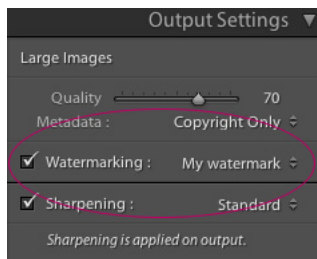 Output Settings ▼
Large Images
Quality 70
Metadata : Copyright Only
Watermarking : My watermark
Sharpening : Standard
Sharpening is applied on output.